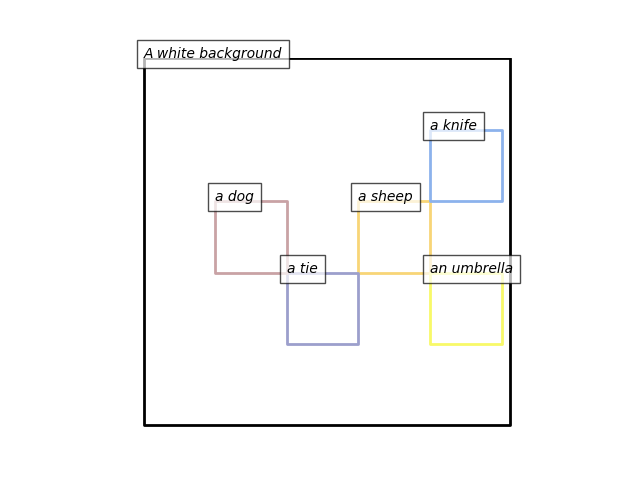 A white background
a knife
a dog
a sheep
a tie
an umbrella